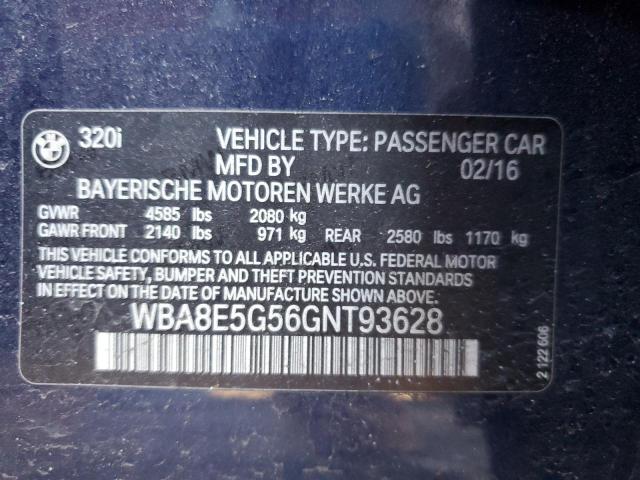 320i VEHICLE TYPE: PASSENGER CAR
MFD BY 02/16
BAYERISCHE MOTOREN WERKE AG
GVWR 4585 lbs 2080 kg
GAWR FRONT 2140 lbs 971 kg REAR 2580 lbs 1170 kg
THIS VEHICLE CONFORMS TO ALL APPLICABLE U.S. FEDERAL MOTOR
VEHICLE SAFETY, BUMPER AND THEFT PREVENTION STANDARDS
IN EFFECT ON THE DATE OF MANUFACTURE SHOWN ABOVE.
WBA8E5G56GNT93628
2 122 606